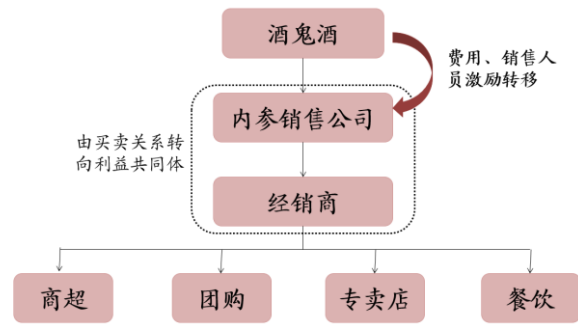 酒鬼酒
费用、销售人
员激励转移
内参销售公司
由买卖关系转
向利益共同体
经销商
商超
团购
专卖店
餐饮